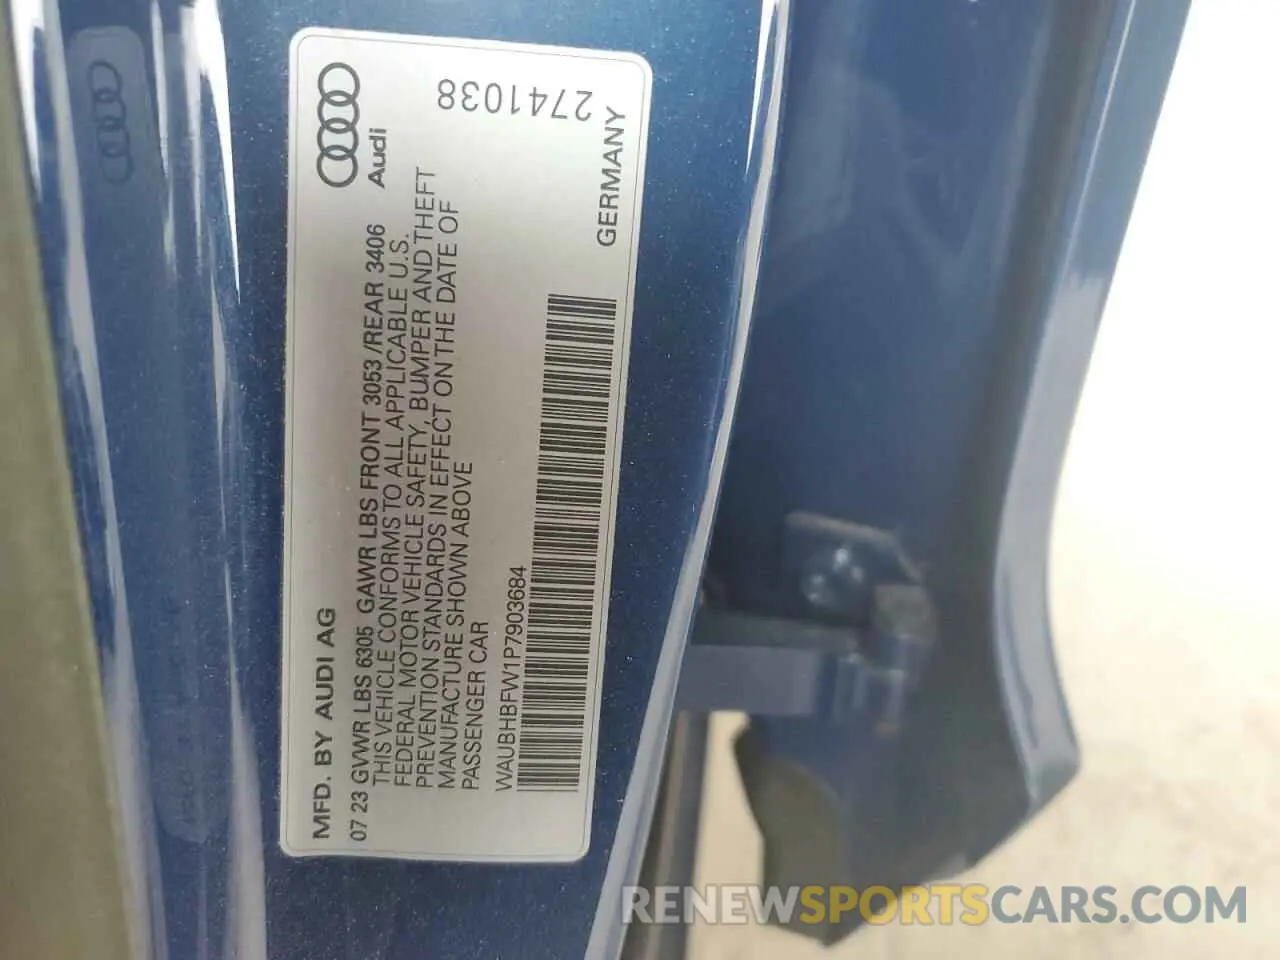 MFD. BY AUDI AG
Audi
07 23 GVWR LBS 6305 GAWR LBS FRONT 3053 /REAR 3406
THIS VEHICLE CONFORMS TO ALL APPLICABLE U.S.
FEDERAL MOTOR VEHICLE SAFETY, BUMPER AND THEFT
PREVENTION STANDARDS IN EFFECT ON THE DATE OF
MANUFACTURE SHOWN ABOVE
PASSENGER CAR
WAUBHBFW1P7903684
GERMANY
2741038
RENEWSPORTSCARS.COM